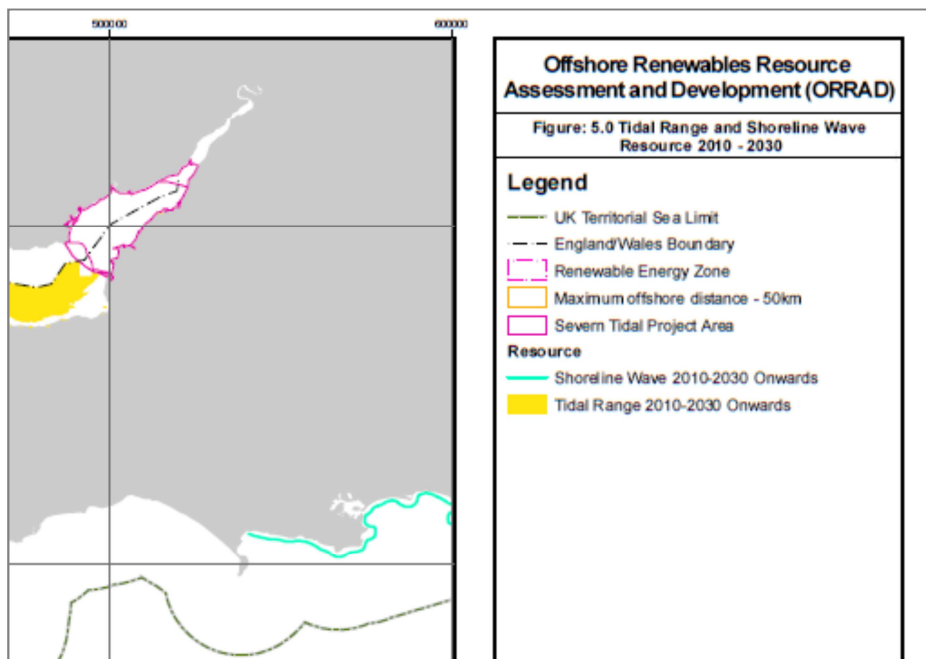 500000
600000
Offshore Renewables Resource
Assessment and Development (ORRAD)
Figure: 5.0 Tidal Range and Shoreline Wave
Resource 2010 - 2030
Legend
UK Territorial Sea Limit
England/Wales Boundary
Renewable Energy Zone
Maximum offshore distance - 50km
Severn Tidal Project Area
Resource
Shoreline Wave 2010-2030 Onwards
Tidal Range 2010-2030 Onwards